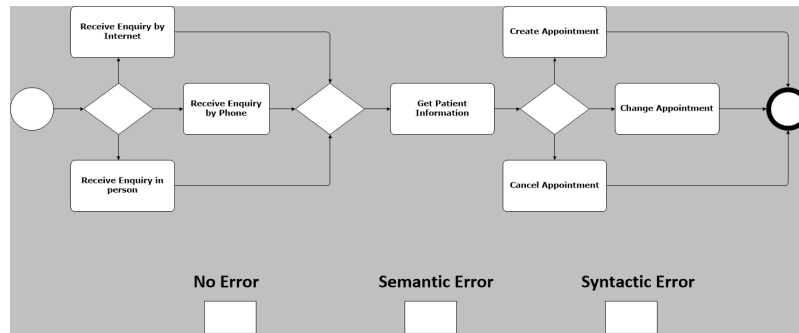 Receive Enquiry by
Internet
Create Appointment
Receive Enquiry
by Phone
Get Patient
Information
Change Appointment
Receive Enquiry in
person
Cancel Appointment
No Error
Semantic Error
Syntactic Error